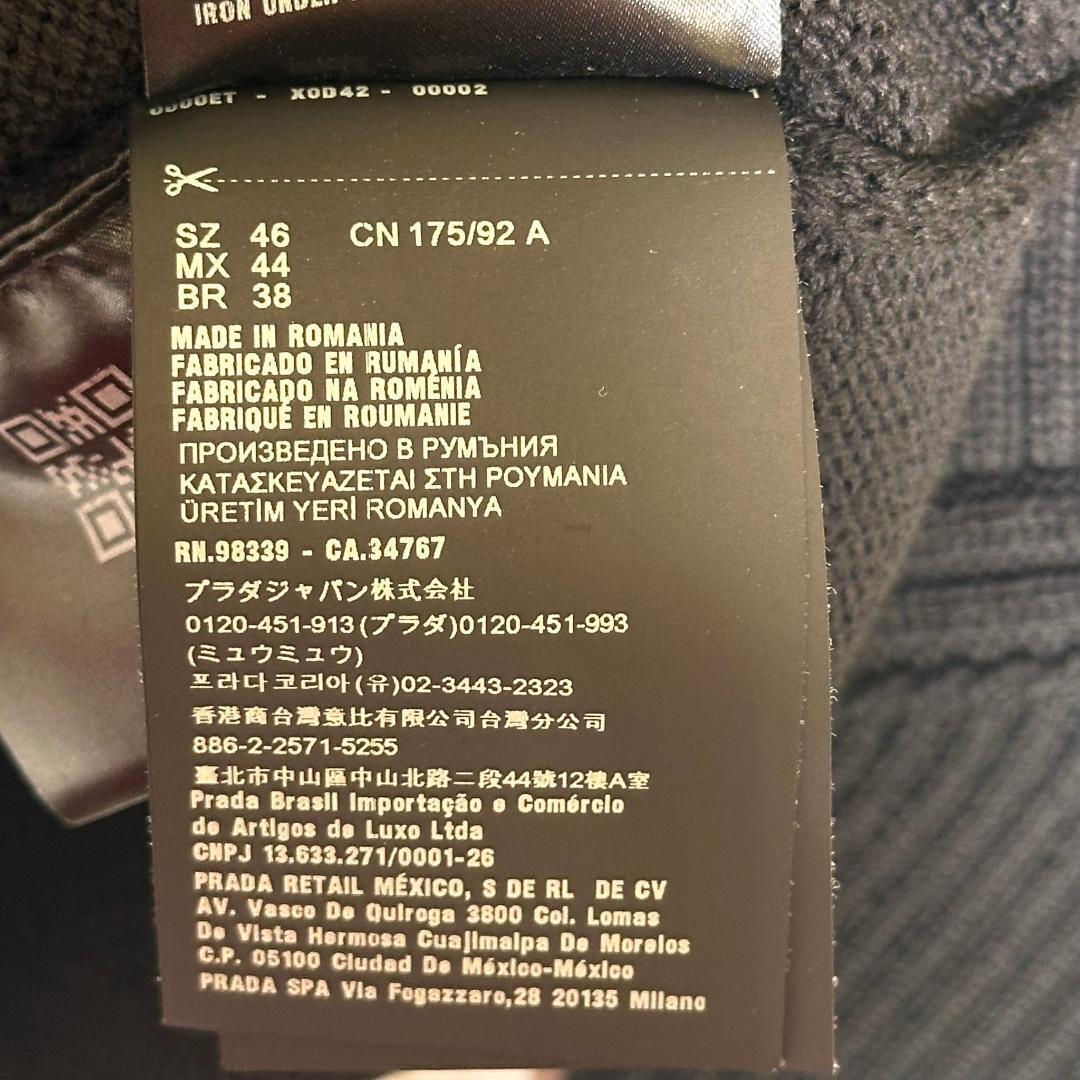 IRON UNDER
- X0D42 - 00002 1
SZ 46 CN 175/92 A
MX 44
BR 38
MADE IN ROMANIA
FABRICADO EN RUMANÍA
FABRICADO NA ROMÉNIA
FABRIQUÉ EN ROUMANIE
ПРОИЗВЕДЕНО В РУМЪНИЯ
ΚΑΤΑΣΚΕΥΑΖΕΤΑΙ ΣΤΗ ΡΟΥΜΑΝΙΑ
ÜRETİM YERİ ROMANYA
RN.98339 - CA.34767
プラダジャパン株式会社
0120-451-913(プラダ)0120-451-993
(ミュウミュウ)
프라다코리아(유)02-3443-2323
香港商台灣意比有限公司台灣分公司
886-2-2571-5255
臺北市中山區中山北路二段44號12樓A室
Prada Brasil Importação e Comércio
de Artigos de Luxo Ltda
CNPJ 13.633.271/0001-26
PRADA RETAIL MÉXICO, S DE RL DE CV
AV. Vasco De Quiroga 3800 Col. Lomas
De Vista Hermosa Cuajimalpa De Morelos
C.P. 05100 Ciudad De México-México
PRADA SPA Via Fogazzaro,28 20135 Milano